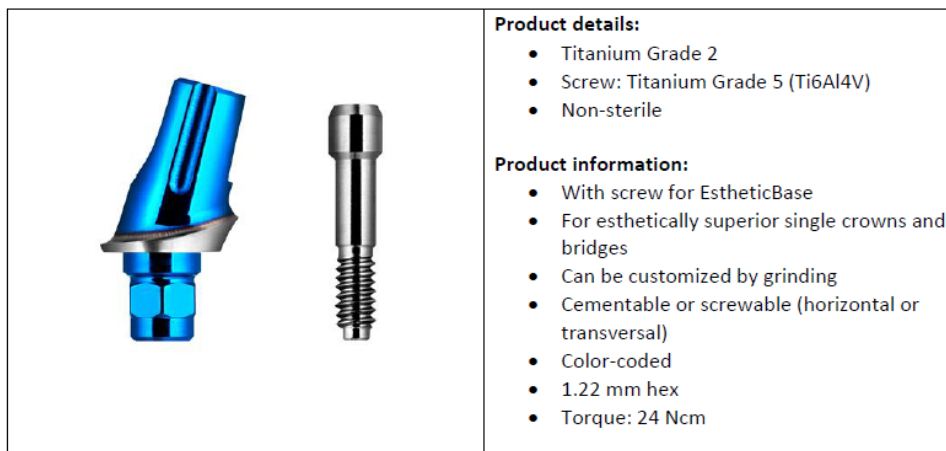 Product details:
• Titanium Grade 2
• Screw: Titanium Grade 5 (Ti6Al4V)
• Non-sterile
Product information:
• With screw for EstheticBase
• For esthetically superior single crowns and
bridges
• Can be customized by grinding
• Cementable or screwable (horizontal or
transversal)
• Color-coded
• 1.22 mm hex
• Torque: 24 Ncm